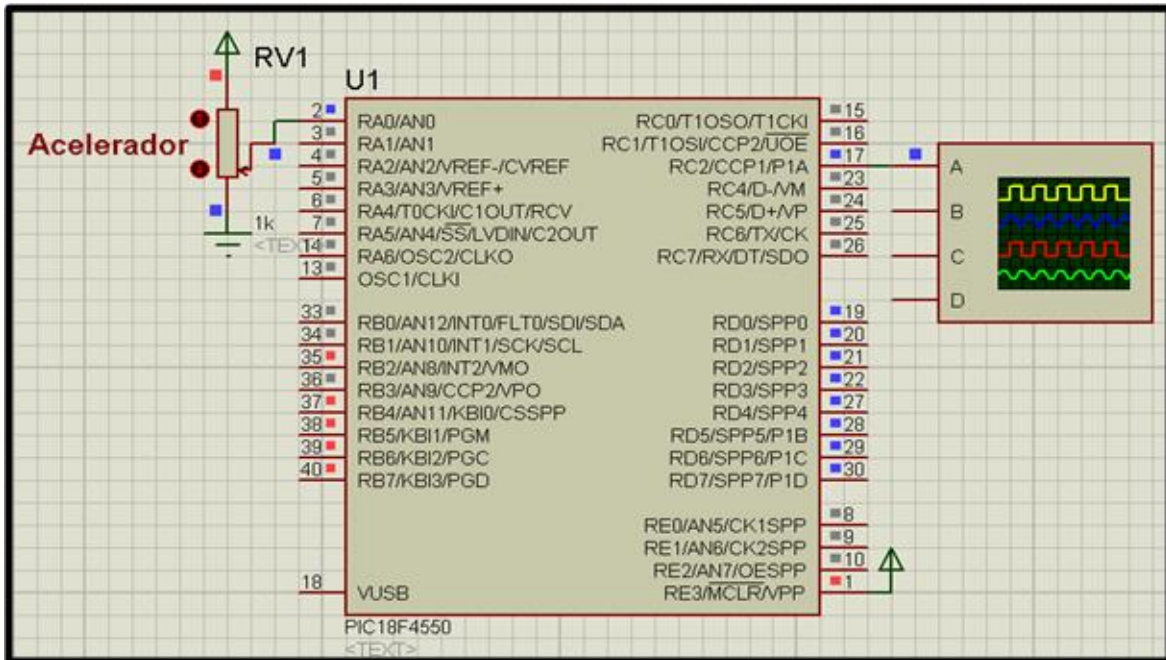 RV1
U1
Acelerador
1k
<TEXT>
2 RA0/AN0
3 RA1/AN1
4 RA2/AN2/VREF-/CVREF
5 RA3/AN3/VREF+
6 RA4/T0CKI/C1OUT/RCV
7 RA5/AN4/SS/LVDIN/C2OUT
14 RA6/OSC2/CLKO
13 OSC1/CLKI
33 RB0/AN12/INT0/FLT0/SDI/SDA
34 RB1/AN10/INT1/SCK/SCL
35 RB2/AN8/INT2/VMO
36 RB3/AN9/CCP2/VPO
37 RB4/AN11/KBI0/CSSPP
38 RB5/KBI1/PGM
39 RB6/KBI2/PGC
40 RB7/KBI3/PGD
18 VUSB
RC0/T1OSO/T1CKI 15
RC1/T1OSI/CCP2/UOE 16
RC2/CCP1/P1A 17
RC4/D-/VM 23
RC5/D+/VP 24
RC6/TX/CK 25
RC7/RX/DT/SDO 26
RD0/SPP0 19
RD1/SPP1 20
RD2/SPP2 21
RD3/SPP3 22
RD4/SPP4 27
RD5/SPP5/P1B 28
RD6/SPP6/P1C 29
RD7/SPP7/P1D 30
RE0/AN5/CK1SPP 8
RE1/AN6/CK2SPP 9
RE2/AN7/OESPP 10
RE3/MCLR/VPP 1
PIC18F4550
<TEXT>
A
B
C
D